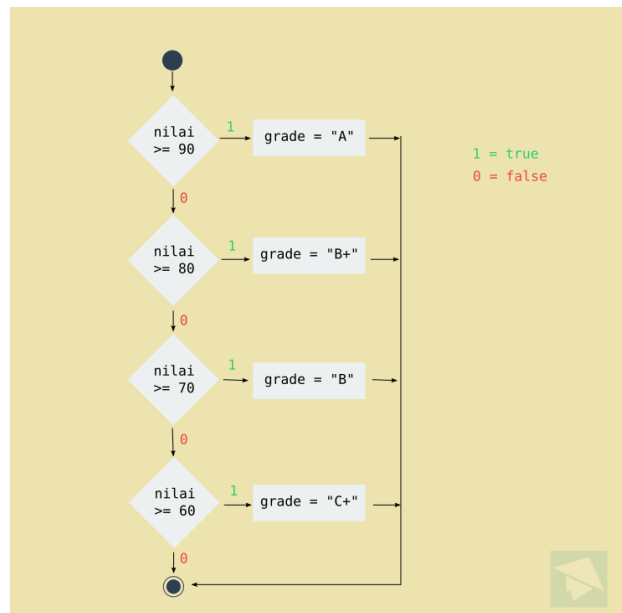 nilai
>= 90
1
grade = "A"
1 = true
0 = false
0
nilai
>= 80
1
grade = "B+"
0
nilai
>= 70
1
grade = "B"
0
nilai
>= 60
1
grade = "C+"
0